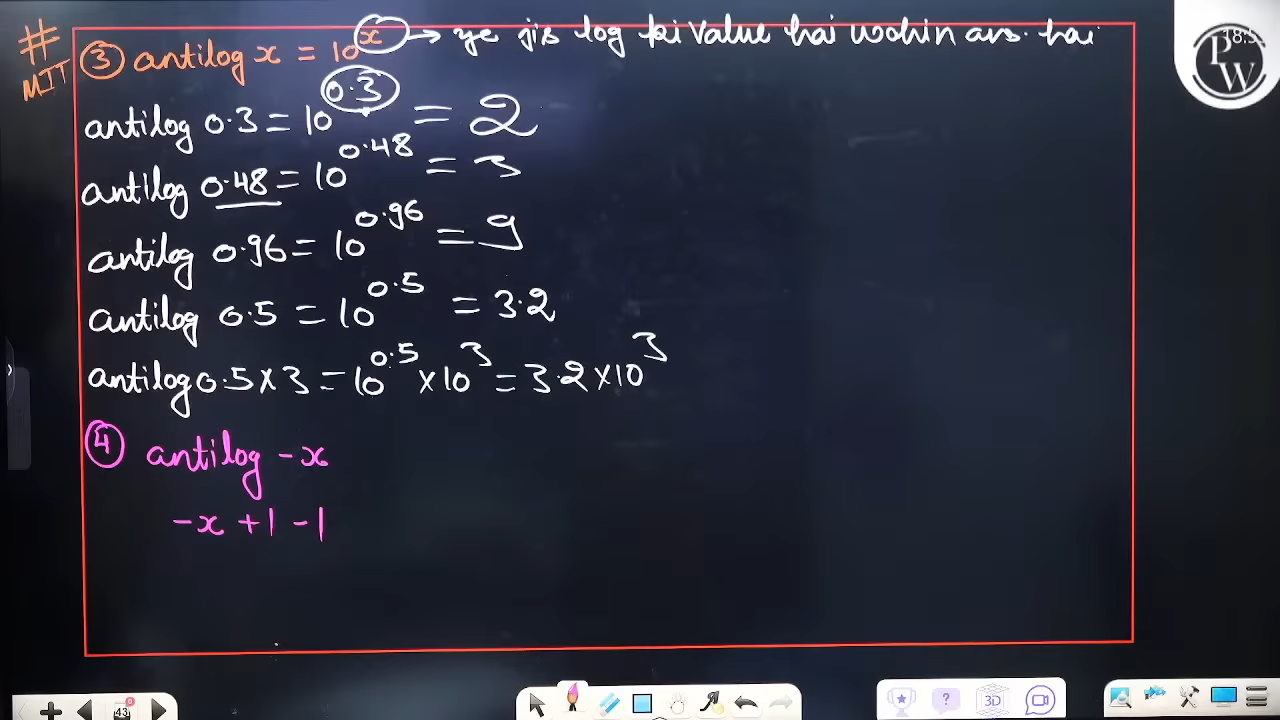 #
MIT
③ antilog x = 10^x → ye jis log ki value hai wohin ans. hai
antilog 0.3 = 10^0.3 = 2
antilog 0.48 = 10^0.48 = 3
antilog 0.96 = 10^0.96 = 9
antilog 0.5 = 10^0.5 = 3.2
antilog 0.5 x 3 = 10^0.5 x 10^3 = 3.2 x 10^3
④ antilog -x
-x +1 -1
PW
43
3D